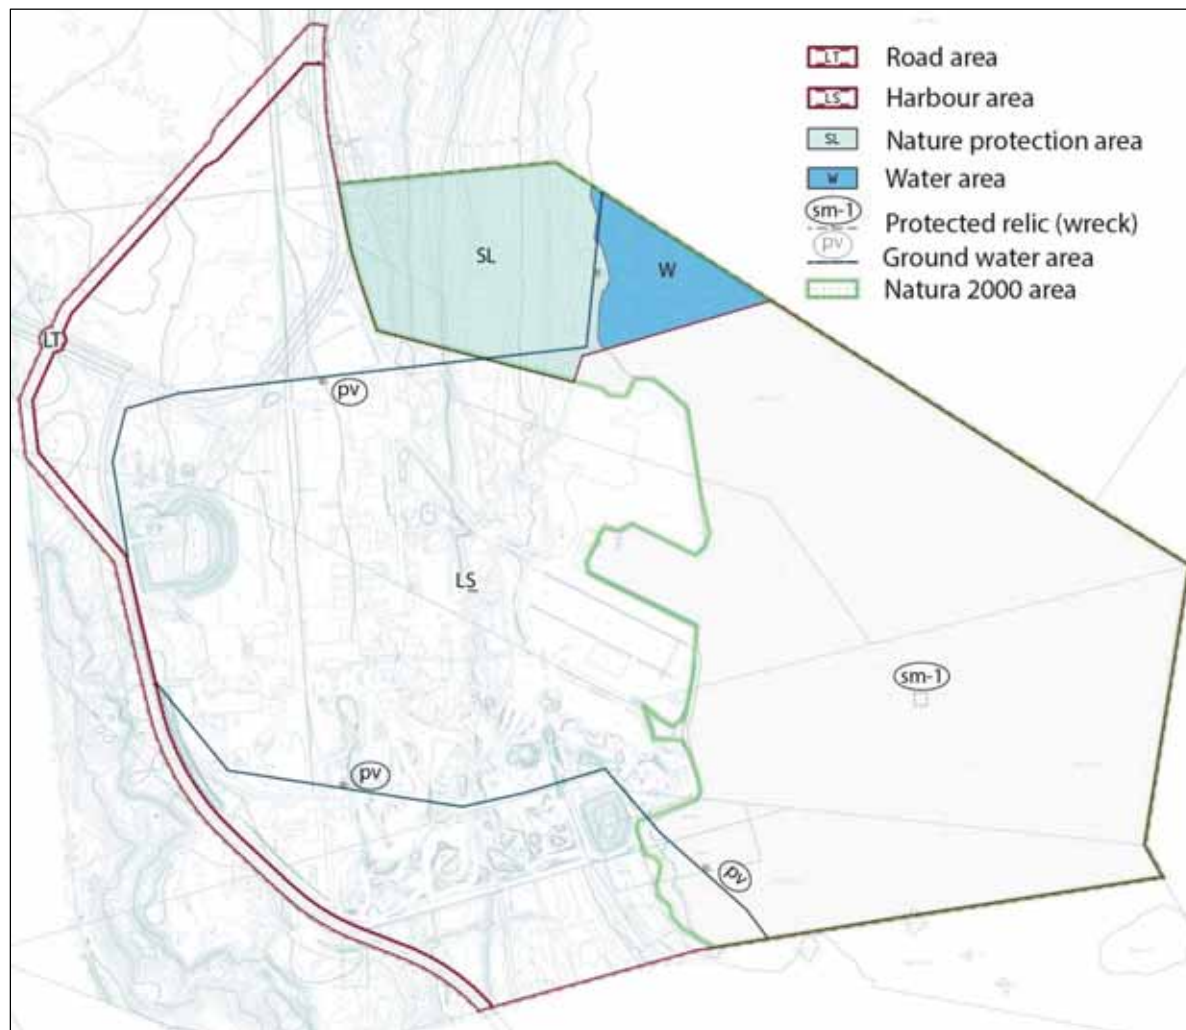 LT Road area
LS Harbour area
SL Nature protection area
W Water area
sm-1 Protected relic (wreck)
pv Ground water area
Natura 2000 area
SL
W
LT
pv
LS
sm-1
pv
pv